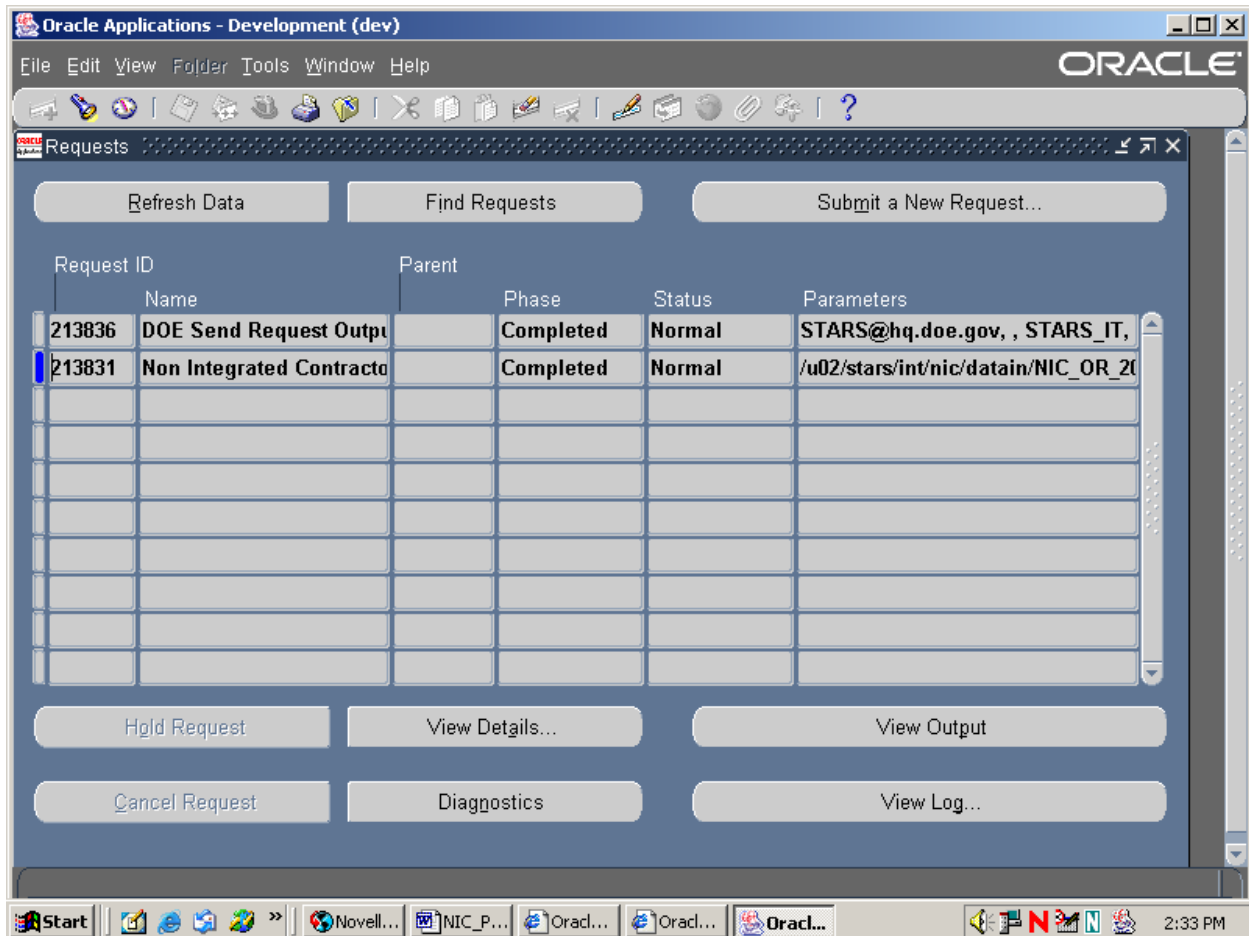 Oracle Applications - Development (dev)
File Edit View Folder Tools Window Help
ORACLE
Requests
Refresh Data Find Requests Submit a New Request...
Request ID Parent
Name Phase Status Parameters
213836 DOE Send Request Outpu Completed Normal STARS@hq.doe.gov, , STARS_IT,
213831 Non Integrated Contracto Completed Normal /u02/stars/int/nic/datain/NIC_OR_20
Hold Request View Details... View Output
Cancel Request Diagnostics View Log...
Start » Novell... NIC_P... Oracl... Oracl... Oracl... N N 2:33 PM